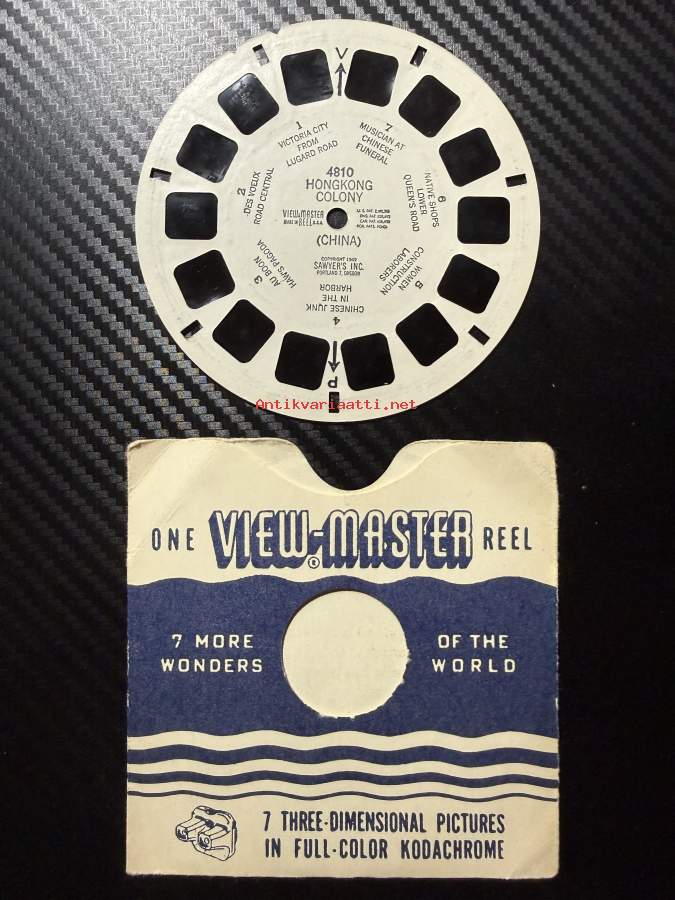 V
1
VICTORIA CITY
FROM
LUGARD ROAD
7
MUSICIAN AT
CHINESE
FUNERAL
4810
HONGKONG
COLONY
VIEW-MASTER
MADE IN REEL U.S.A.
(CHINA)
SAWYER'S INC.
PORTLAND 7, OREGON
2
DES VOEUX
ROAD CENTRAL
6
NATIVE SHOPS
LOWER
QUEEN'S ROAD
3
AU BOON
HAW'S PAGODA
5
WOMEN
CONSTRUCTION
LABORERS
4
CHINESE JUNK
IN THE
HARBOR
P
Antikvariaatti.net
ONE VIEW-MASTER REEL
®
7 MORE OF THE
WONDERS WORLD
7 THREE-DIMENSIONAL PICTURES
IN FULL-COLOR KODACHROME